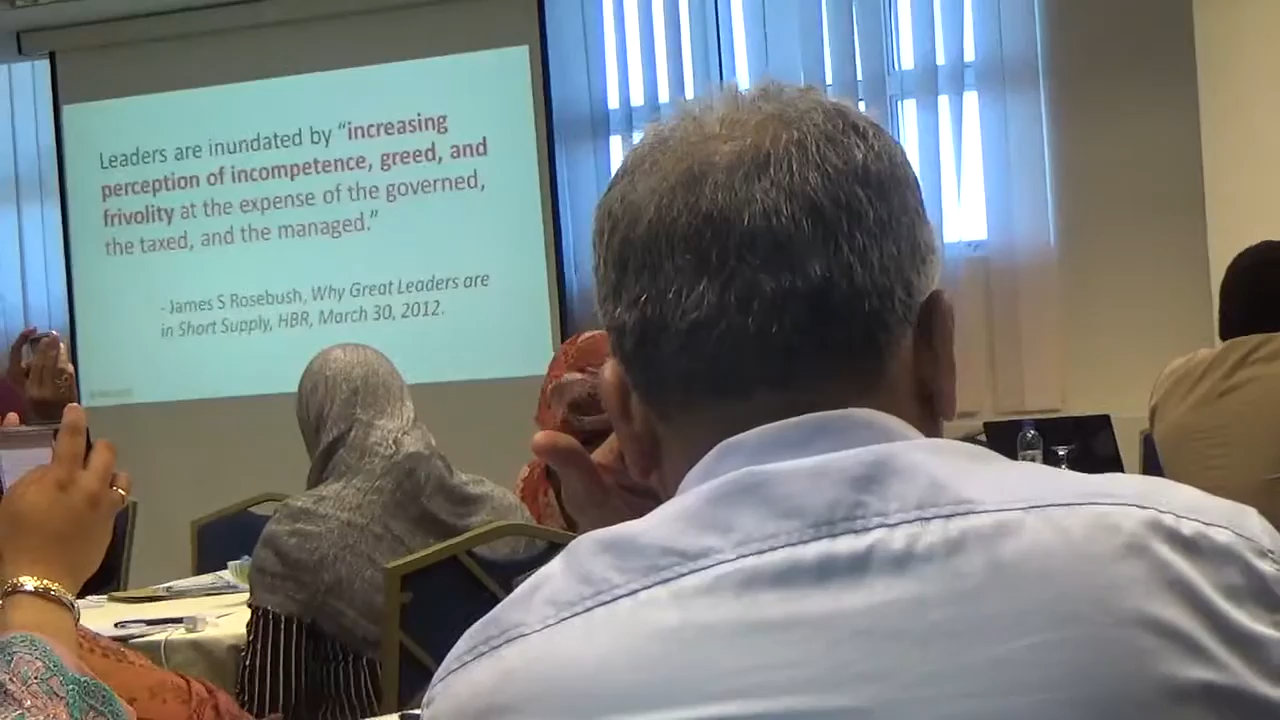 Leaders are inundated by “increasing
perception of incompetence, greed, and
frivolity at the expense of the governed,
the taxed, and the managed.”
- James S Rosebush, Why Great Leaders are
in Short Supply, HBR, March 30, 2012.